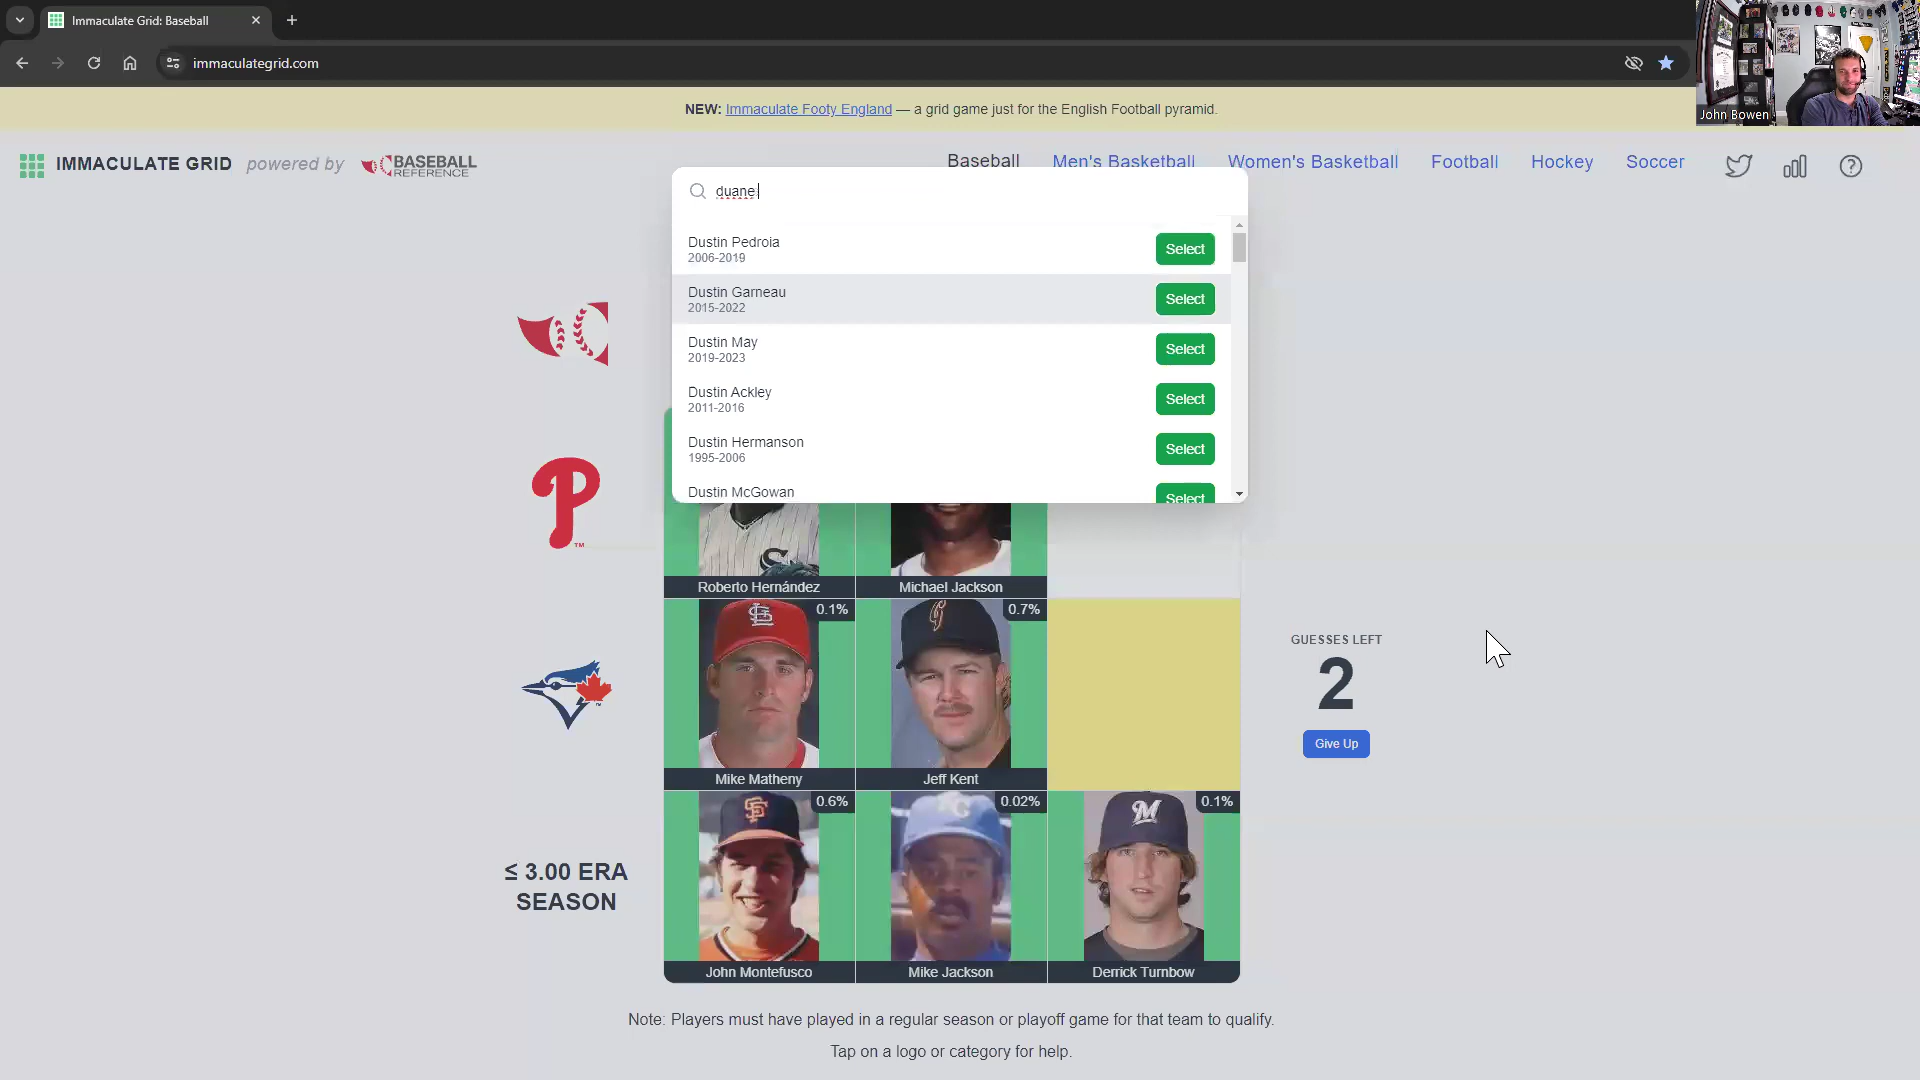 Immaculate Grid: Baseball
immaculategrid.com
John Bowen
NEW: Immaculate Footy England — a grid game just for the English Football pyramid.
IMMACULATE GRID powered by BASEBALL REFERENCE
Baseball
Men's Basketball
Women's Basketball
Football
Hockey
Soccer
duane
Dustin Pedroia
2006-2019
Select
Dustin Garneau
2015-2022
Select
Dustin May
2019-2023
Select
Dustin Ackley
2011-2016
Select
Dustin Hermanson
1995-2006
Select
Dustin McGowan
Select
P
TM
S
Roberto Hernández
Michael Jackson
0.1%
0.7%
Mike Matheny
Jeff Kent
GUESSES LEFT
2
Give Up
≤ 3.00 ERA
SEASON
0.6%
0.02%
0.1%
John Montefusco
Mike Jackson
Derrick Turnbow
Note: Players must have played in a regular season or playoff game for that team to qualify.
Tap on a logo or category for help.